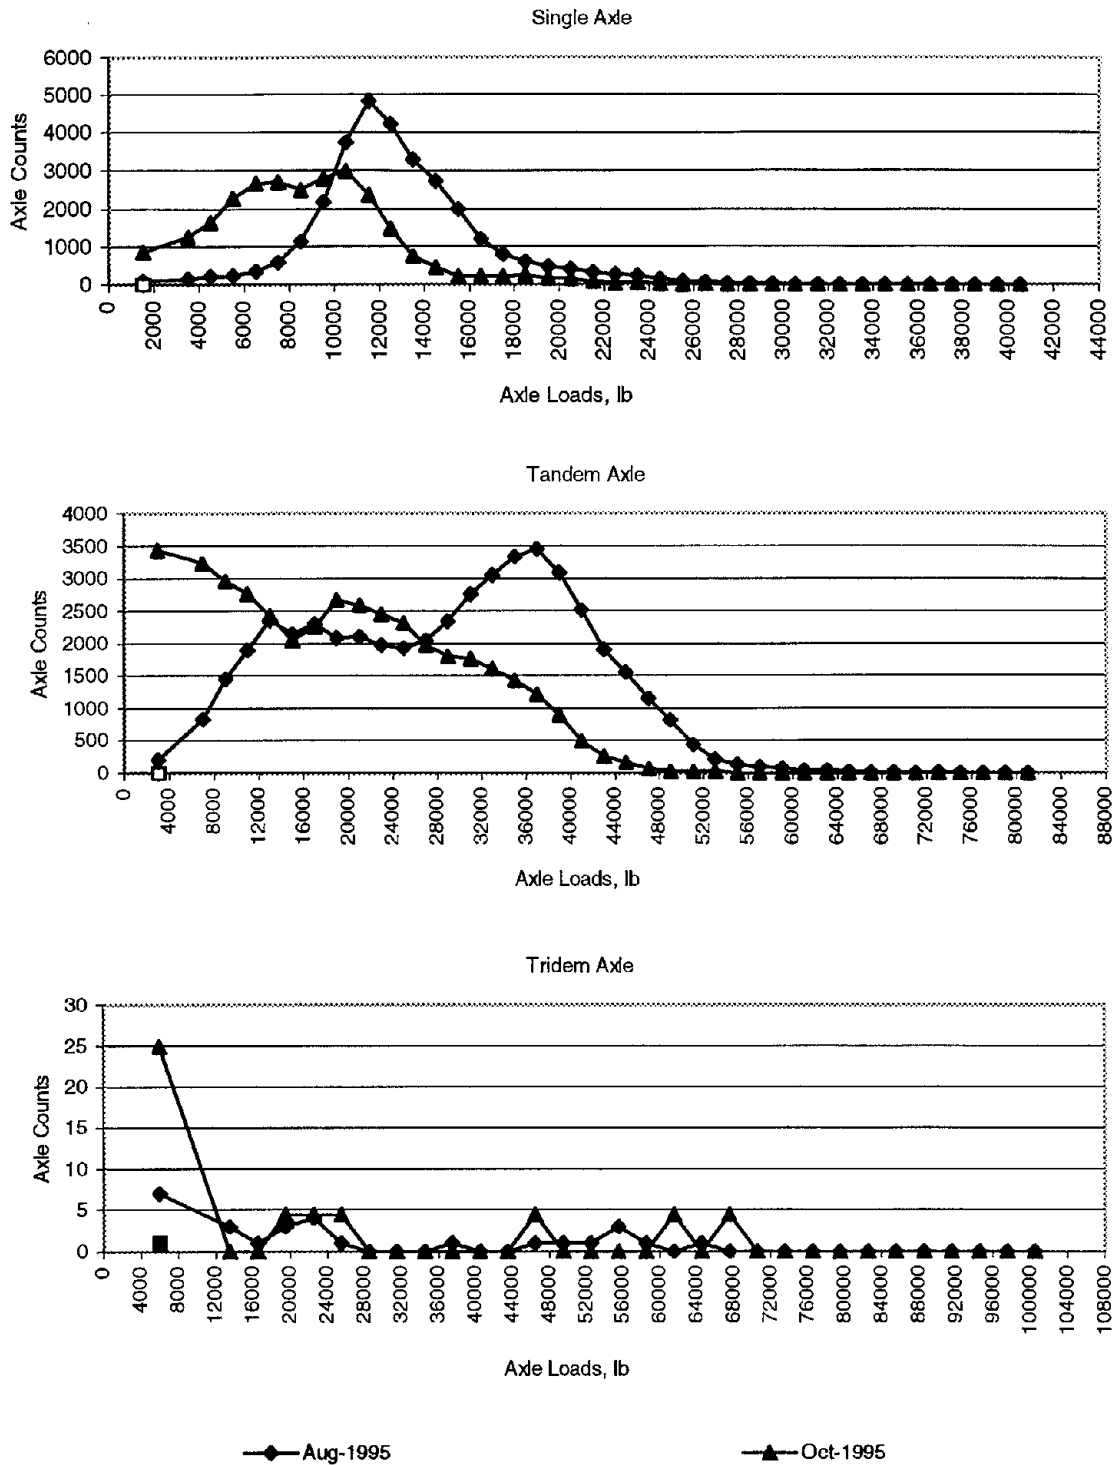 Single Axle
6000
5000
4000
3000
2000
1000
0
Axle Counts
0 2000 4000 6000 8000 10000 12000 14000 16000 18000 20000 22000 24000 26000 28000 30000 32000 34000 36000 38000 40000 42000 44000
Axle Loads, lb
Tandem Axle
4000
3500
3000
2500
2000
1500
1000
500
0
Axle Counts
0 4000 8000 12000 16000 20000 24000 28000 32000 36000 40000 44000 48000 52000 56000 60000 64000 68000 72000 76000 80000 84000 88000
Axle Loads, lb
Tridem Axle
30
25
20
15
10
5
0
Axle Counts
0 4000 8000 12000 16000 20000 24000 28000 32000 36000 40000 44000 48000 52000 56000 60000 64000 68000 72000 76000 80000 84000 88000 92000 96000 100000 104000 108000
Axle Loads, lb
Aug-1995 Oct-1995